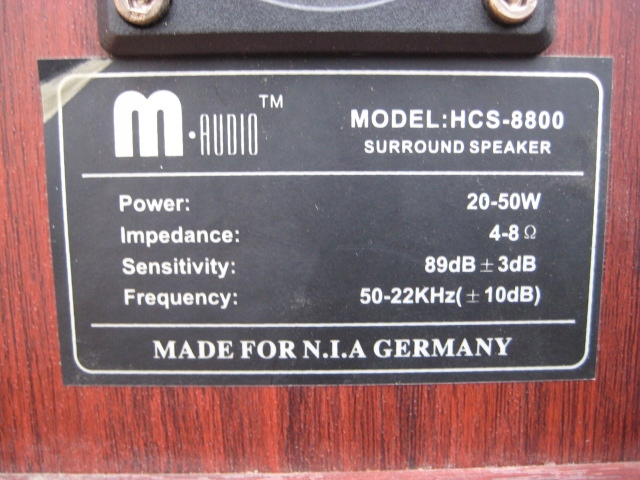 m·AUDIO™
MODEL:HCS-8800
SURROUND SPEAKER
Power: 20-50W
Impedance: 4-8Ω
Sensitivity: 89dB±3dB
Frequency: 50-22KHz(±10dB)
MADE FOR N.I.A GERMANY